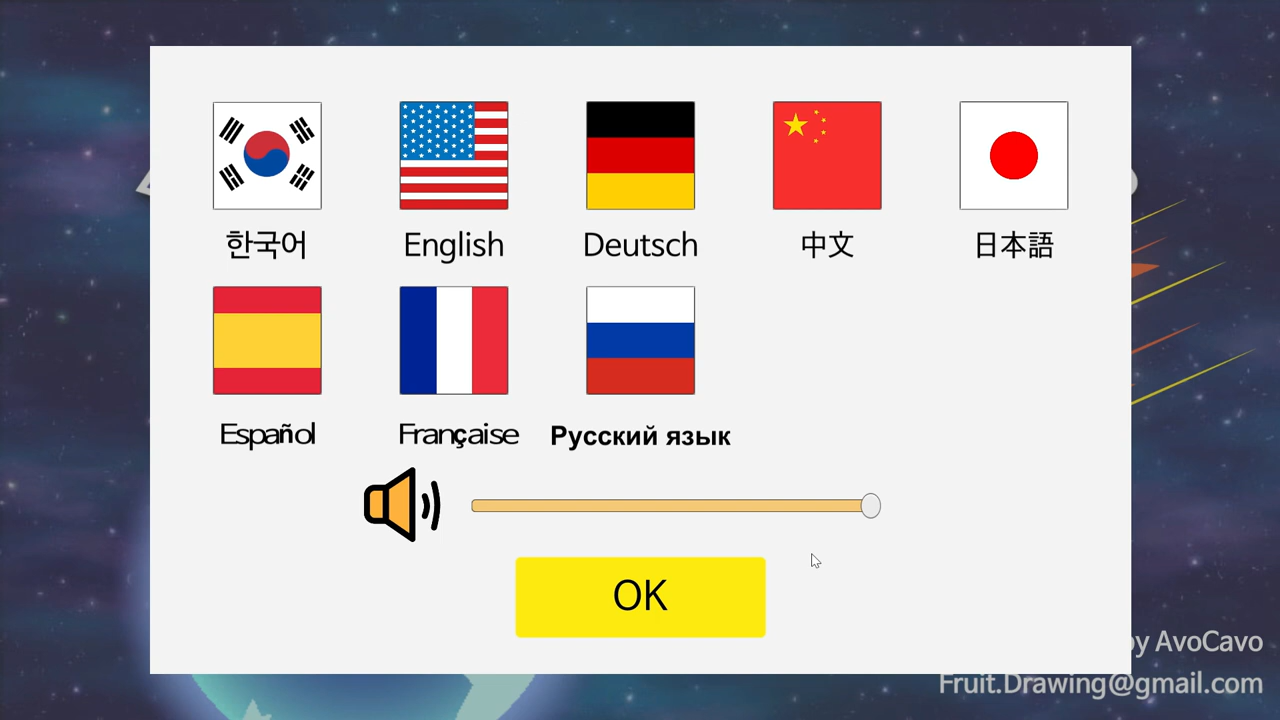 한국어
English
Deutsch
中文
日本語
Español
Française
Русский язык
OK
by AvoCavo
Fruit.Drawing@gmail.com